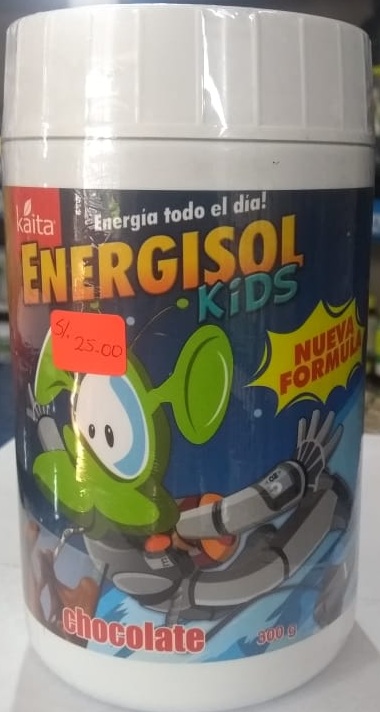 kaita
Energía todo el día!
ENERGISOL
KiDS
S/.
25.00
NUEVA
FORMULA
chocolate
300 g